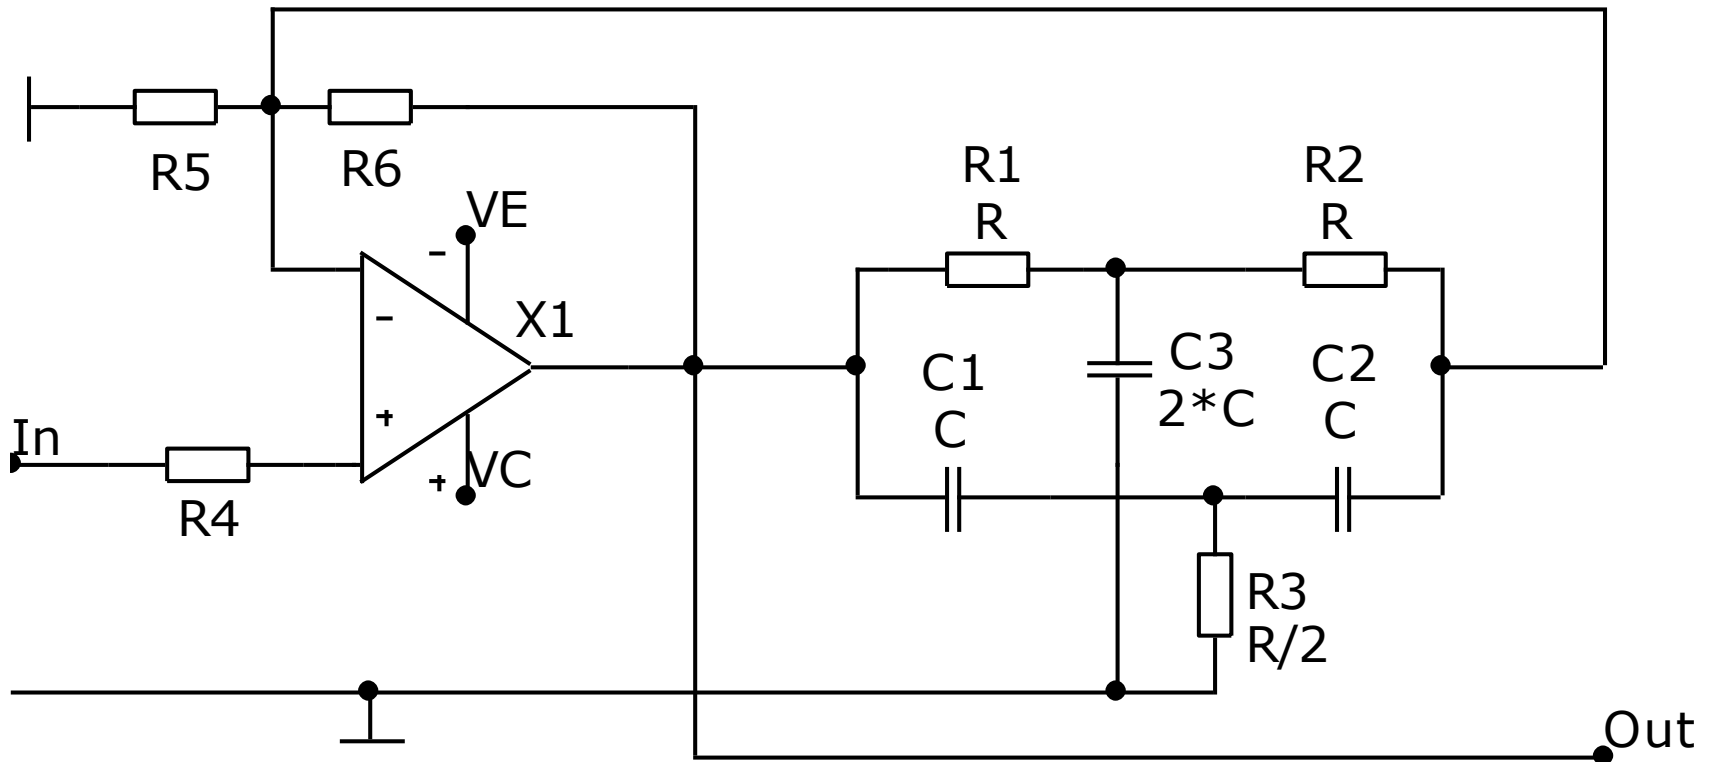 R5
R6
VE
-
X1
-
+
In
R4
+
VC
R1
R
R2
R
C1
C
C3
2*C
C2
C
R3
R/2
Out